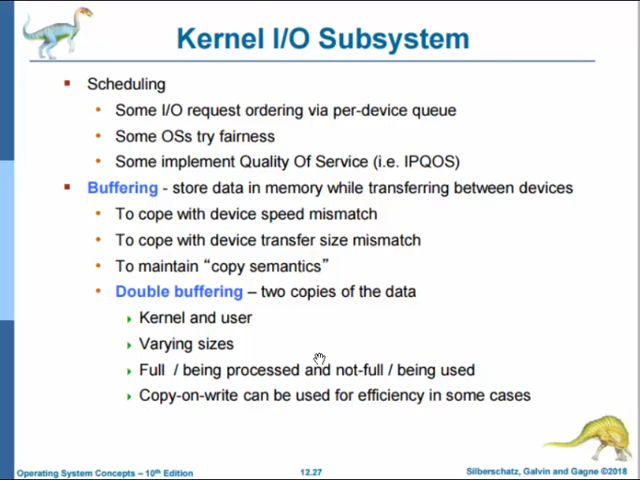 Kernel I/O Subsystem
Scheduling
Some I/O request ordering via per-device queue
Some OSs try fairness
Some implement Quality Of Service (i.e. IPQOS)
Buffering - store data in memory while transferring between devices
To cope with device speed mismatch
To cope with device transfer size mismatch
To maintain “copy semantics”
Double buffering – two copies of the data
Kernel and user
Varying sizes
Full / being processed and not-full / being used
Copy-on-write can be used for efficiency in some cases
Operating System Concepts – 10th Edition
12.27
Silberschatz, Galvin and Gagne ©2018